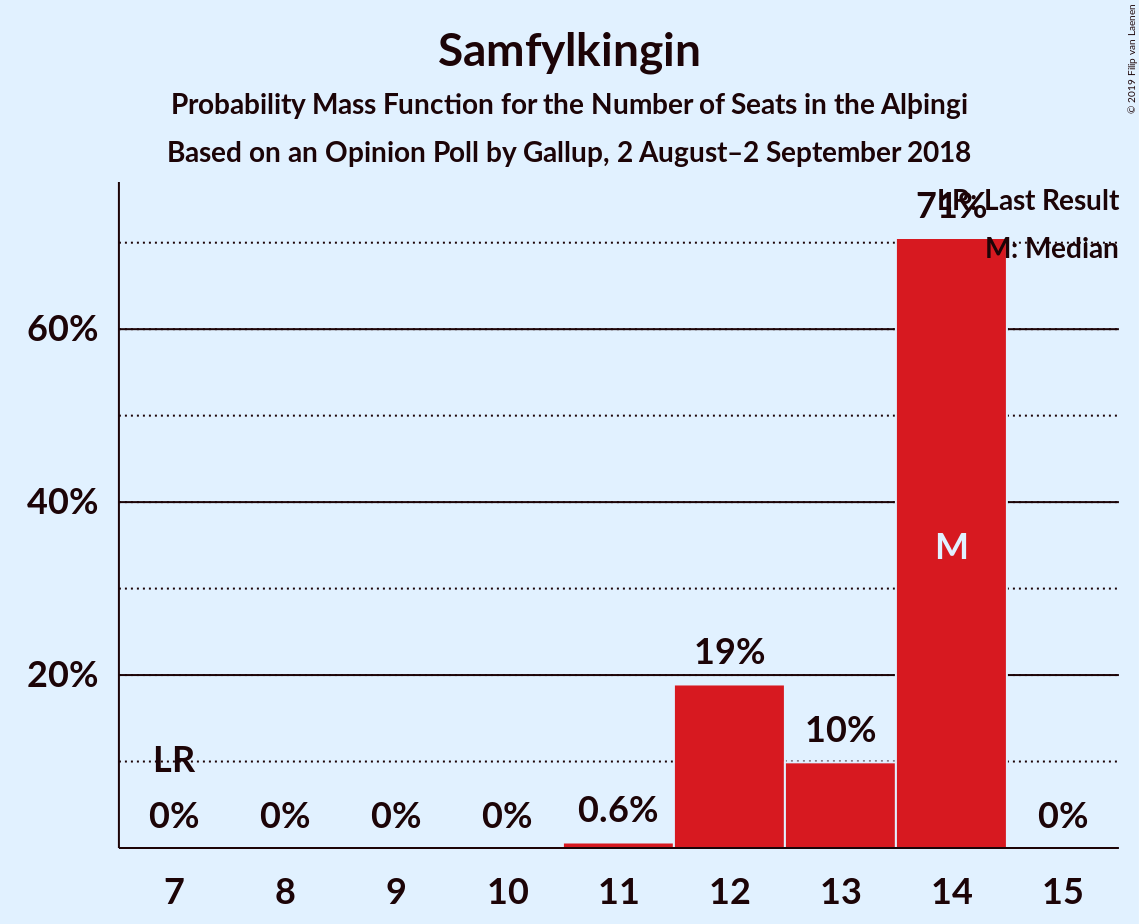 Samfylkingin
Probability Mass Function for the Number of Seats in the Alþingi
Based on an Opinion Poll by Gallup, 2 August–2 September 2018
© 2019 Filip van Laenen
LR: Last Result
M: Median
71%
60%
40%
M
20%
19%
10%
LR
0%
0%
0%
0%
0.6%
0%
7 8 9 10 11 12 13 14 15